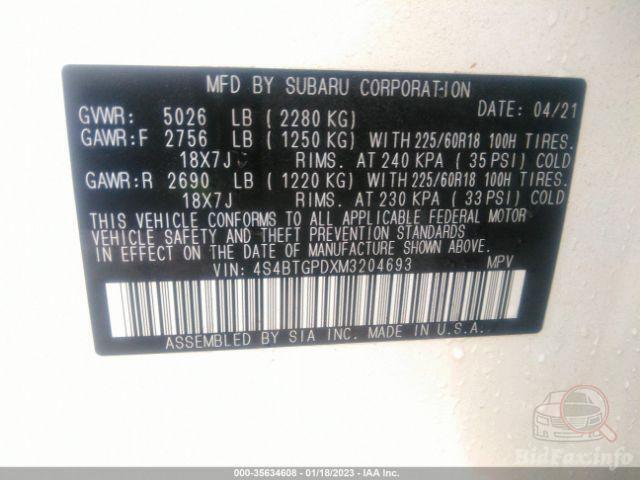 MFD BY SUBARU CORPORATION
GVWR: 5026 LB (2280 KG) DATE: 04/21
GAWR:F 2756 LB (1250 KG) WITH 225/60R18 100H TIRES.
18X7J RIMS. AT 240 KPA (35 PSI) COLD
GAWR:R 2690 LB (1220 KG) WITH 225/60R18 100H TIRES.
18X7J RIMS. AT 230 KPA (33 PSI) COLD
THIS VEHICLE CONFORMS TO ALL APPLICABLE FEDERAL MOTOR
VEHICLE SAFETY AND THEFT PREVENTION STANDARDS
IN EFFECT ON THE DATE OF MANUFACTURE SHOWN ABOVE.
VIN: 4S4BTGPDXM3204693 MPV
ASSEMBLED BY SIA INC. MADE IN U.S.A.
BidFax.info
000-35634608 - 01/18/2023 - IAA Inc.